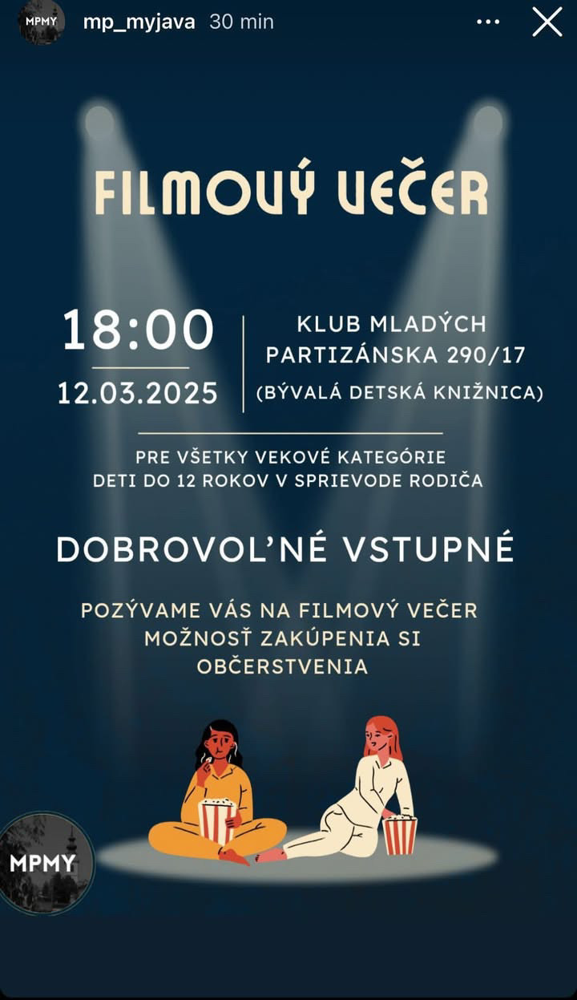 MPMY
mp_myjava 30 min
FILMOVÝ VEČER
18:00
12.03.2025
KLUB MLADÝCH
PARTIZÁNSKA 290/17
(BÝVALÁ DETSKÁ KNIŽNICA)
PRE VŠETKY VEKOVÉ KATEGÓRIE
DETI DO 12 ROKOV V SPRIEVODE RODIČA
DOBROVOĽNÉ VSTUPNÉ
POZÝVAME VÁS NA FILMOVÝ VEČER
MOŽNOSŤ ZAKÚPENIA SI
OBČERSTVENIA
MPMY